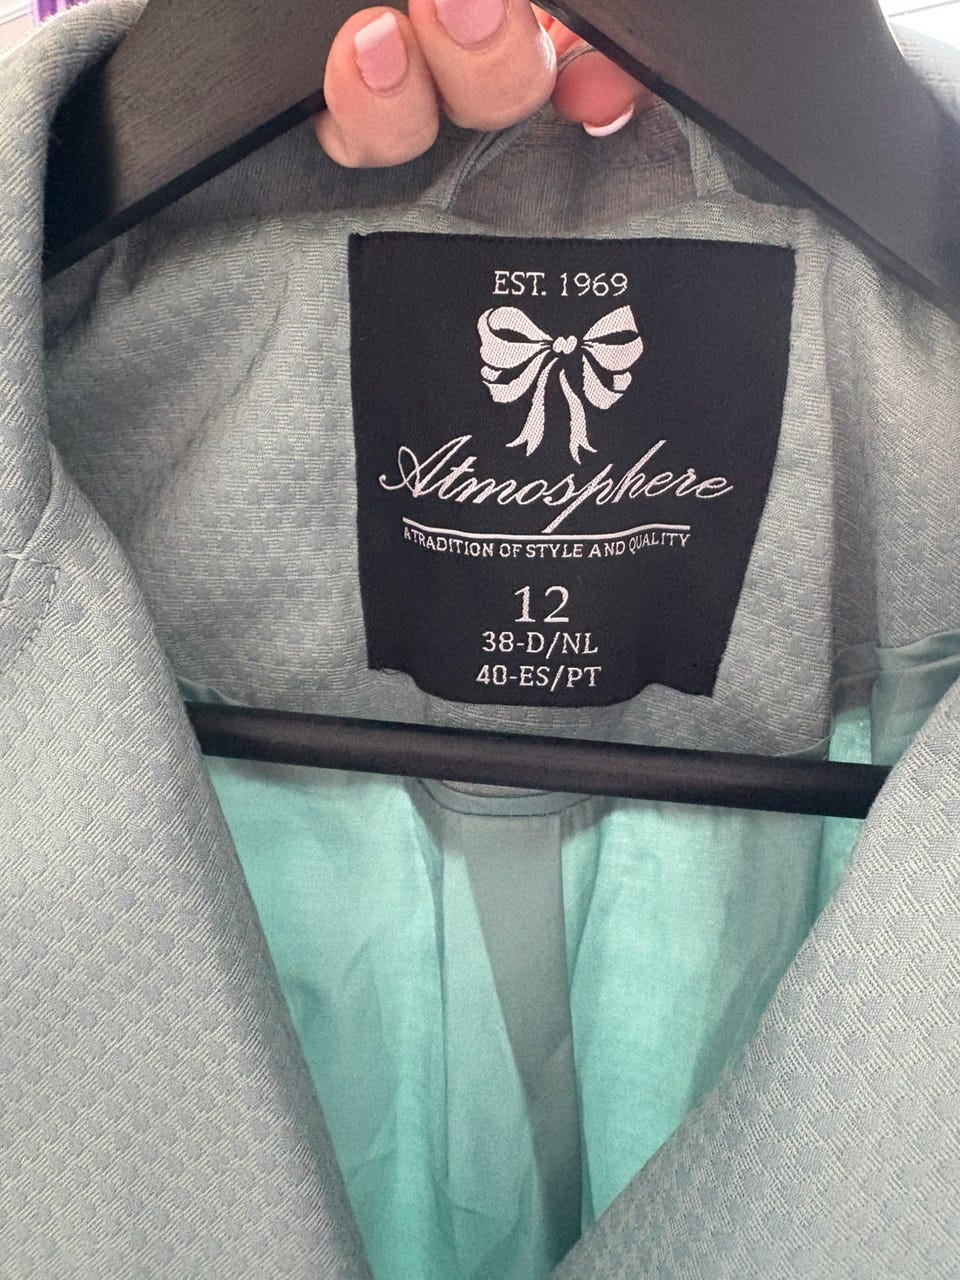 EST. 1969
Atmosphere
A TRADITION OF STYLE AND QUALITY
12
38-D/NL
40-ES/PT